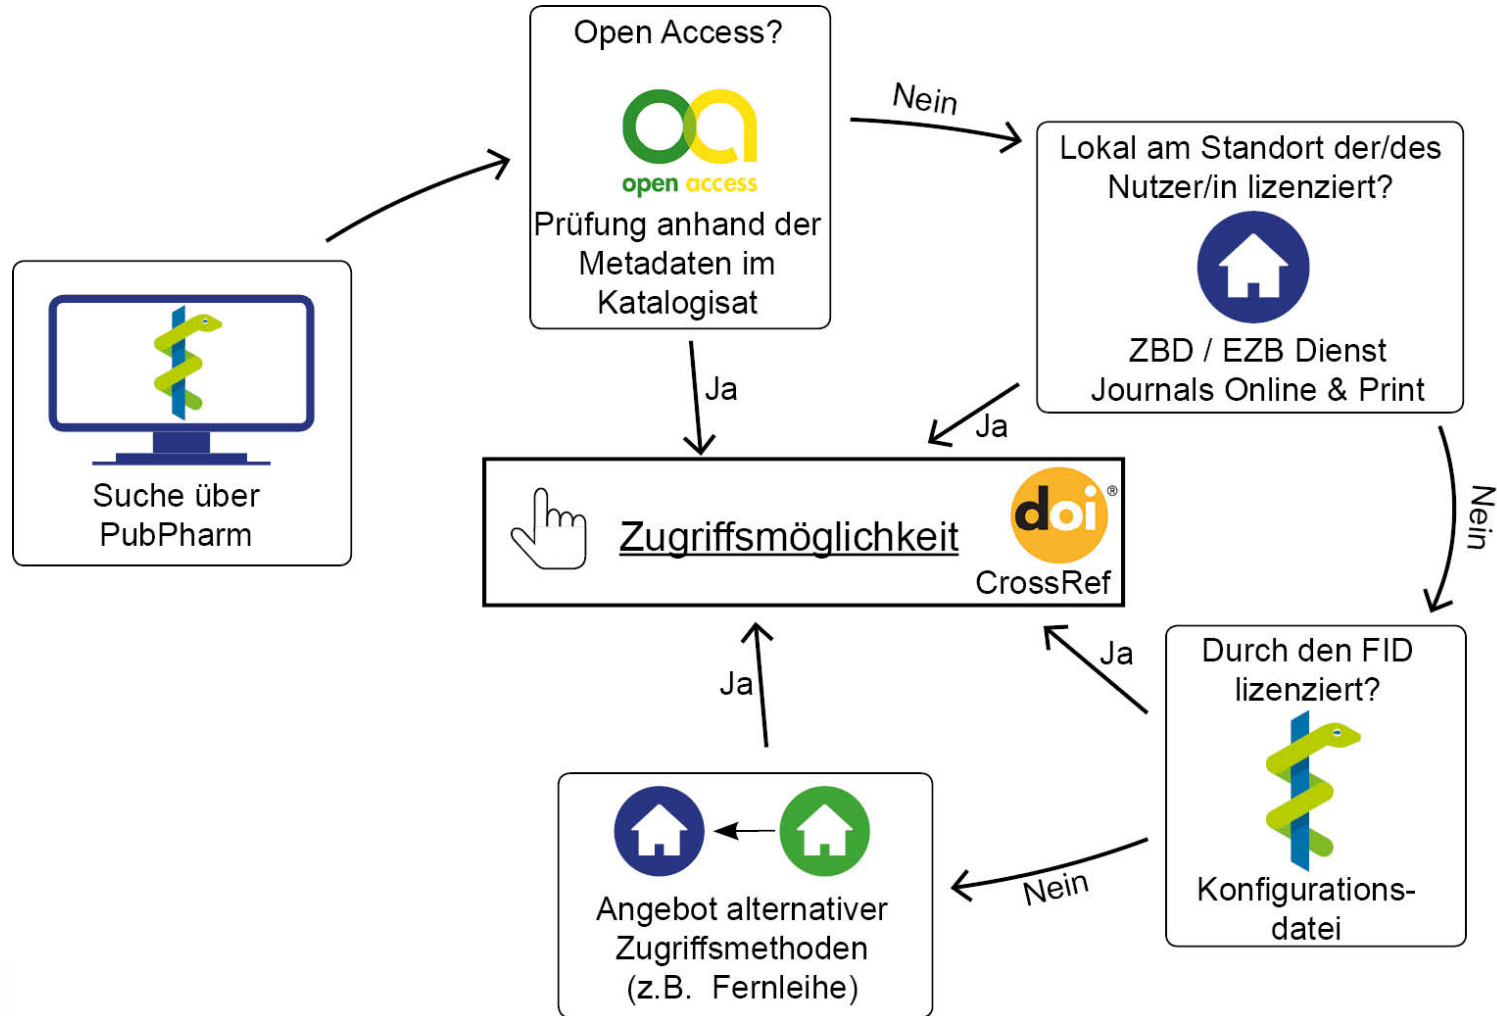 Open Access?
open access
Prüfung anhand der
Metadaten im
Katalogisat
Nein
Lokal am Standort der/des
Nutzer/in lizenziert?
ZBD / EZB Dienst
Journals Online & Print
Suche über
PubPharm
Ja
Ja
Nein
Zugriffsmöglichkeit
doi®
CrossRef
Durch den FID
lizenziert?
Konfigurations-
datei
Ja
Ja
Nein
Angebot alternativer
Zugriffsmethoden
(z.B. Fernleihe)